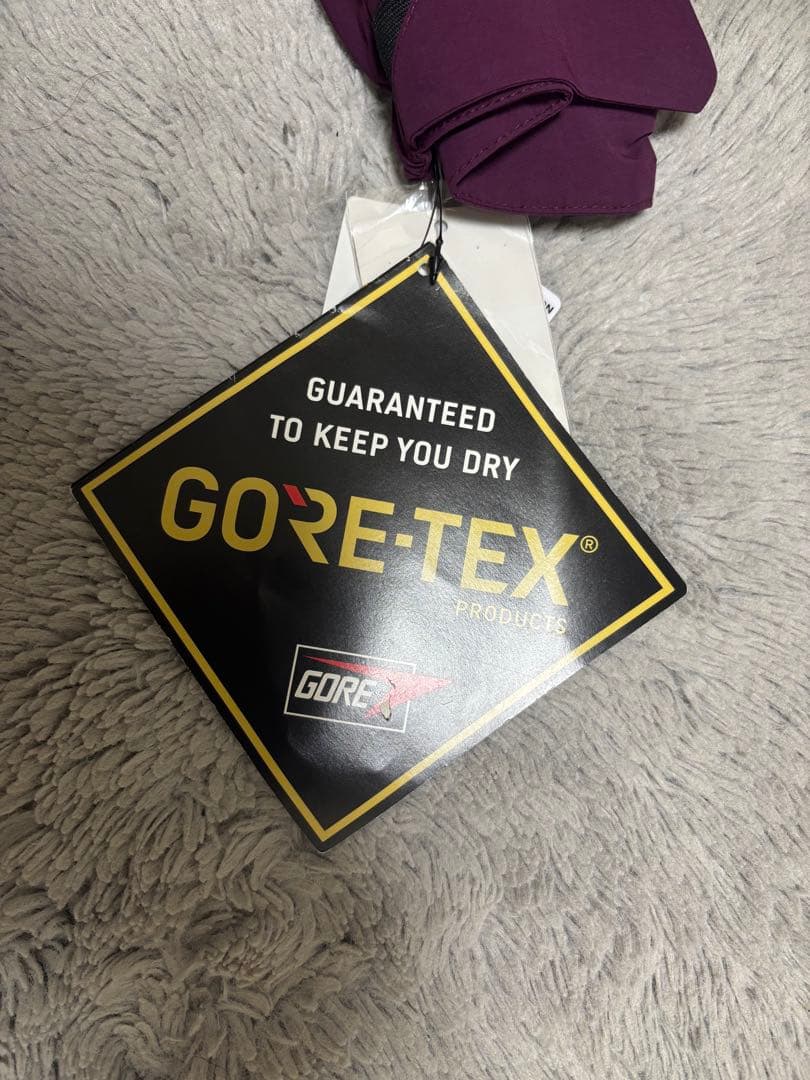 GUARANTEED
TO KEEP YOU DRY
GORE-TEX®
PRODUCTS
GORE